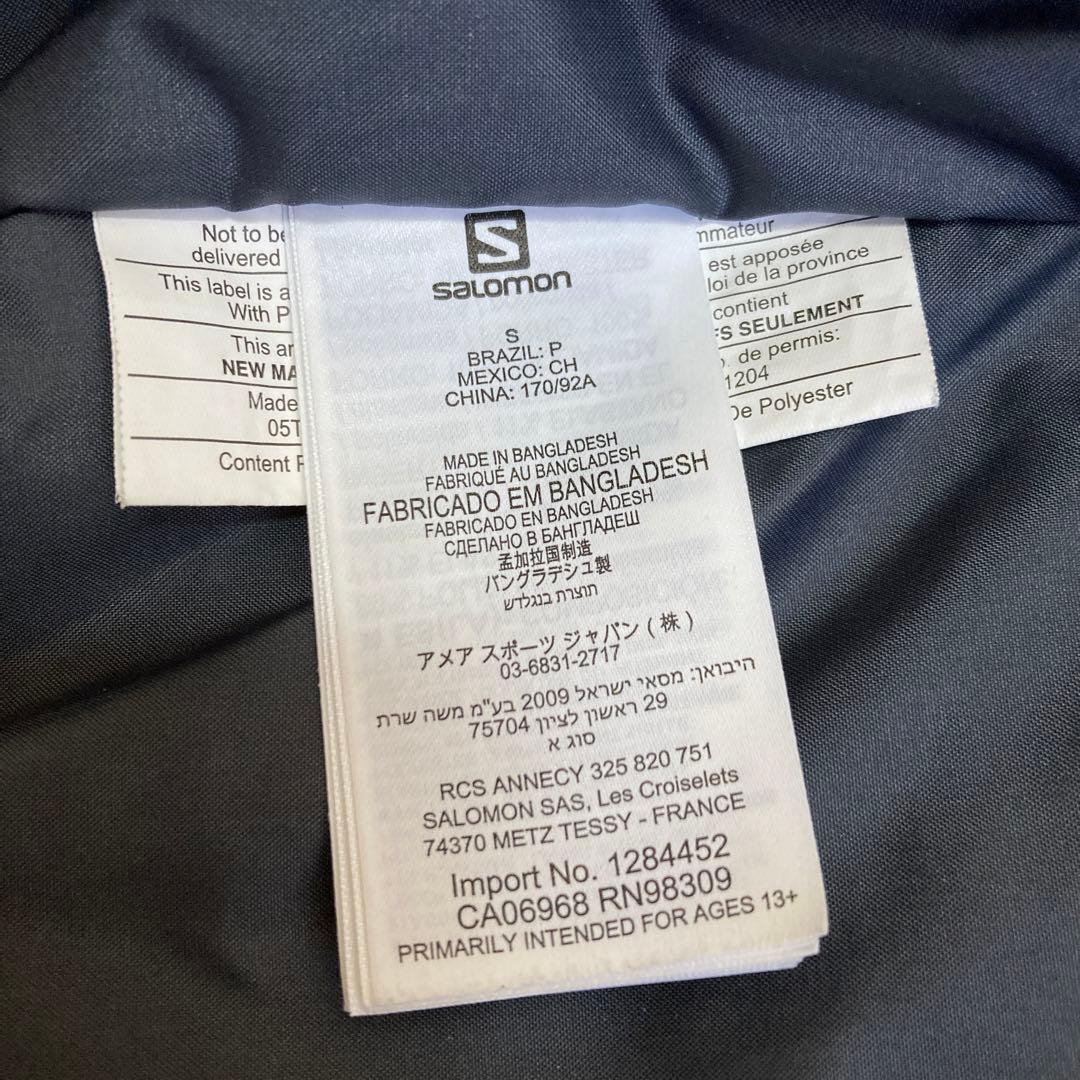 Not to be
delivered
This label is a
With P
This ar
NEW MA
Made
05T
Content F
S
salomon
S
BRAZIL: P
MEXICO: CH
CHINA: 170/92A
MADE IN BANGLADESH
FABRIQUÉ AU BANGLADESH
FABRICADO EM BANGLADESH
FABRICADO EN BANGLADESH
СДЕЛАНО В БАНГЛАДЕШ
孟加拉国制造
バングラデシュ製
תוצרת בנגלדש
アメア スポーツ ジャパン ( 株 )
03-6831-2717
היבואן: מסאי ישראל 2009 בע"מ משה שרת
29 ראשון לציון 75704
סוג א
RCS ANNECY 325 820 751
SALOMON SAS, Les Croiselets
74370 METZ TESSY - FRANCE
Import No. 1284452
CA06968 RN98309
PRIMARILY INTENDED FOR AGES 13+
mmateur
est apposée
loi de la province
contient
FS SEULEMENT
o. de permis:
1204
De Polyester